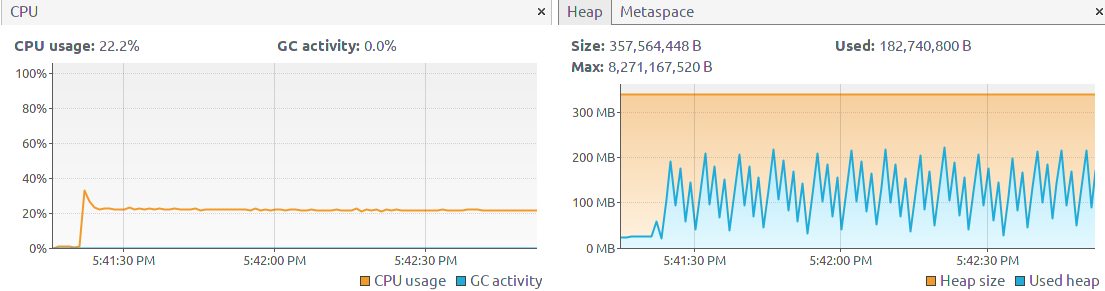 CPU
CPU usage: 22.2% GC activity: 0.0%
100%
80%
60%
40%
20%
0%
5:41:30 PM 5:42:00 PM 5:42:30 PM
CPU usage GC activity
Heap Metaspace
Size: 357,564,448 B Used: 182,740,800 B
Max: 8,271,167,520 B
300 MB
200 MB
100 MB
0 MB
5:41:30 PM 5:42:00 PM 5:42:30 PM
Heap size Used heap